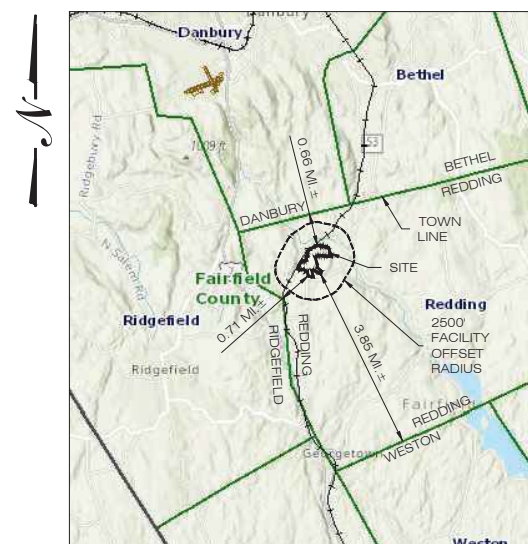 N
Danbury
Danbury
Bethel
Ridgebury Rd
1009 ft
53
0.66 MI.±
BETHEL
REDDING
DANBURY
TOWN
LINE
N Salem Rd
SITE
Fairfield
County
Redding
2500'
FACILITY
OFFSET
RADIUS
0.71 MI.±
Ridgefield
REDDING
RIDGEFIELD
3.85 MI.±
Ridgefield
REDDING
WESTON
Georgetown
Weston